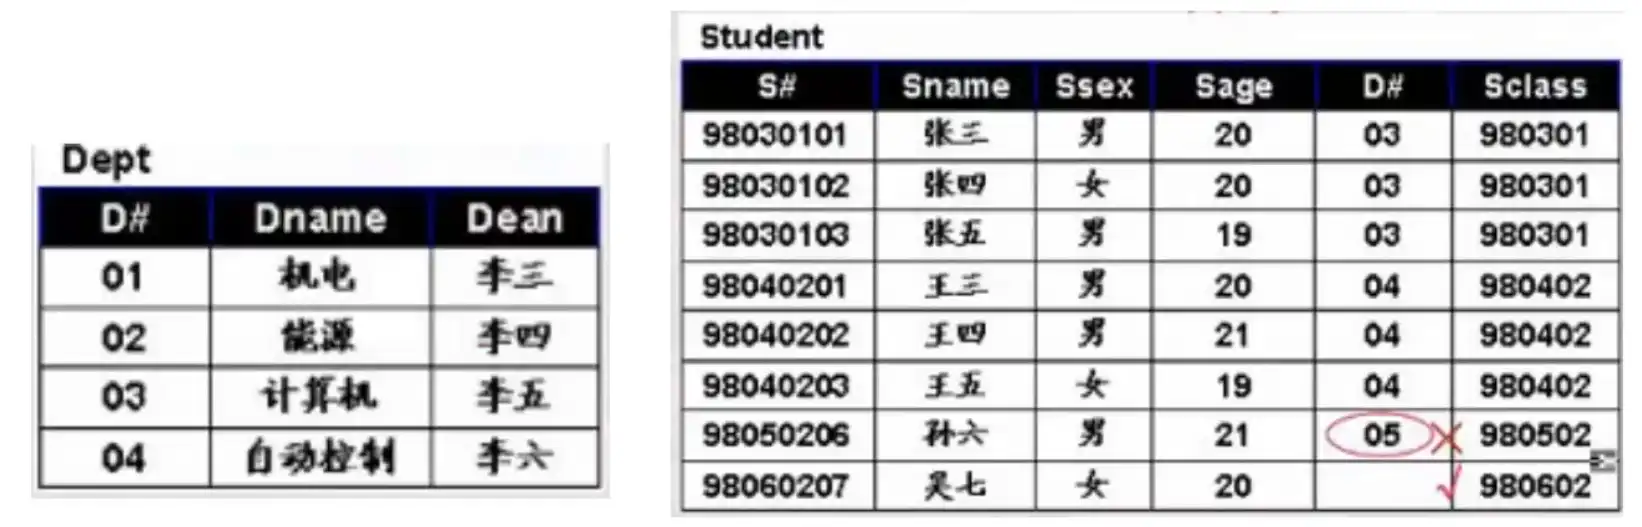 Dept
D# Dname Dean
01 机电 李三
02 能源 李四
03 计算机 李五
04 自动控制 李六
Student
S# Sname Ssex Sage D# Sclass
98030101 张三 男 20 03 980301
98030102 张四 女 20 03 980301
98030103 张五 男 19 03 980301
98040201 王三 男 20 04 980402
98040202 王四 男 21 04 980402
98040203 王五 女 19 04 980402
98050206 孙六 男 21 05 980502
98060207 吴七 女 20 980602